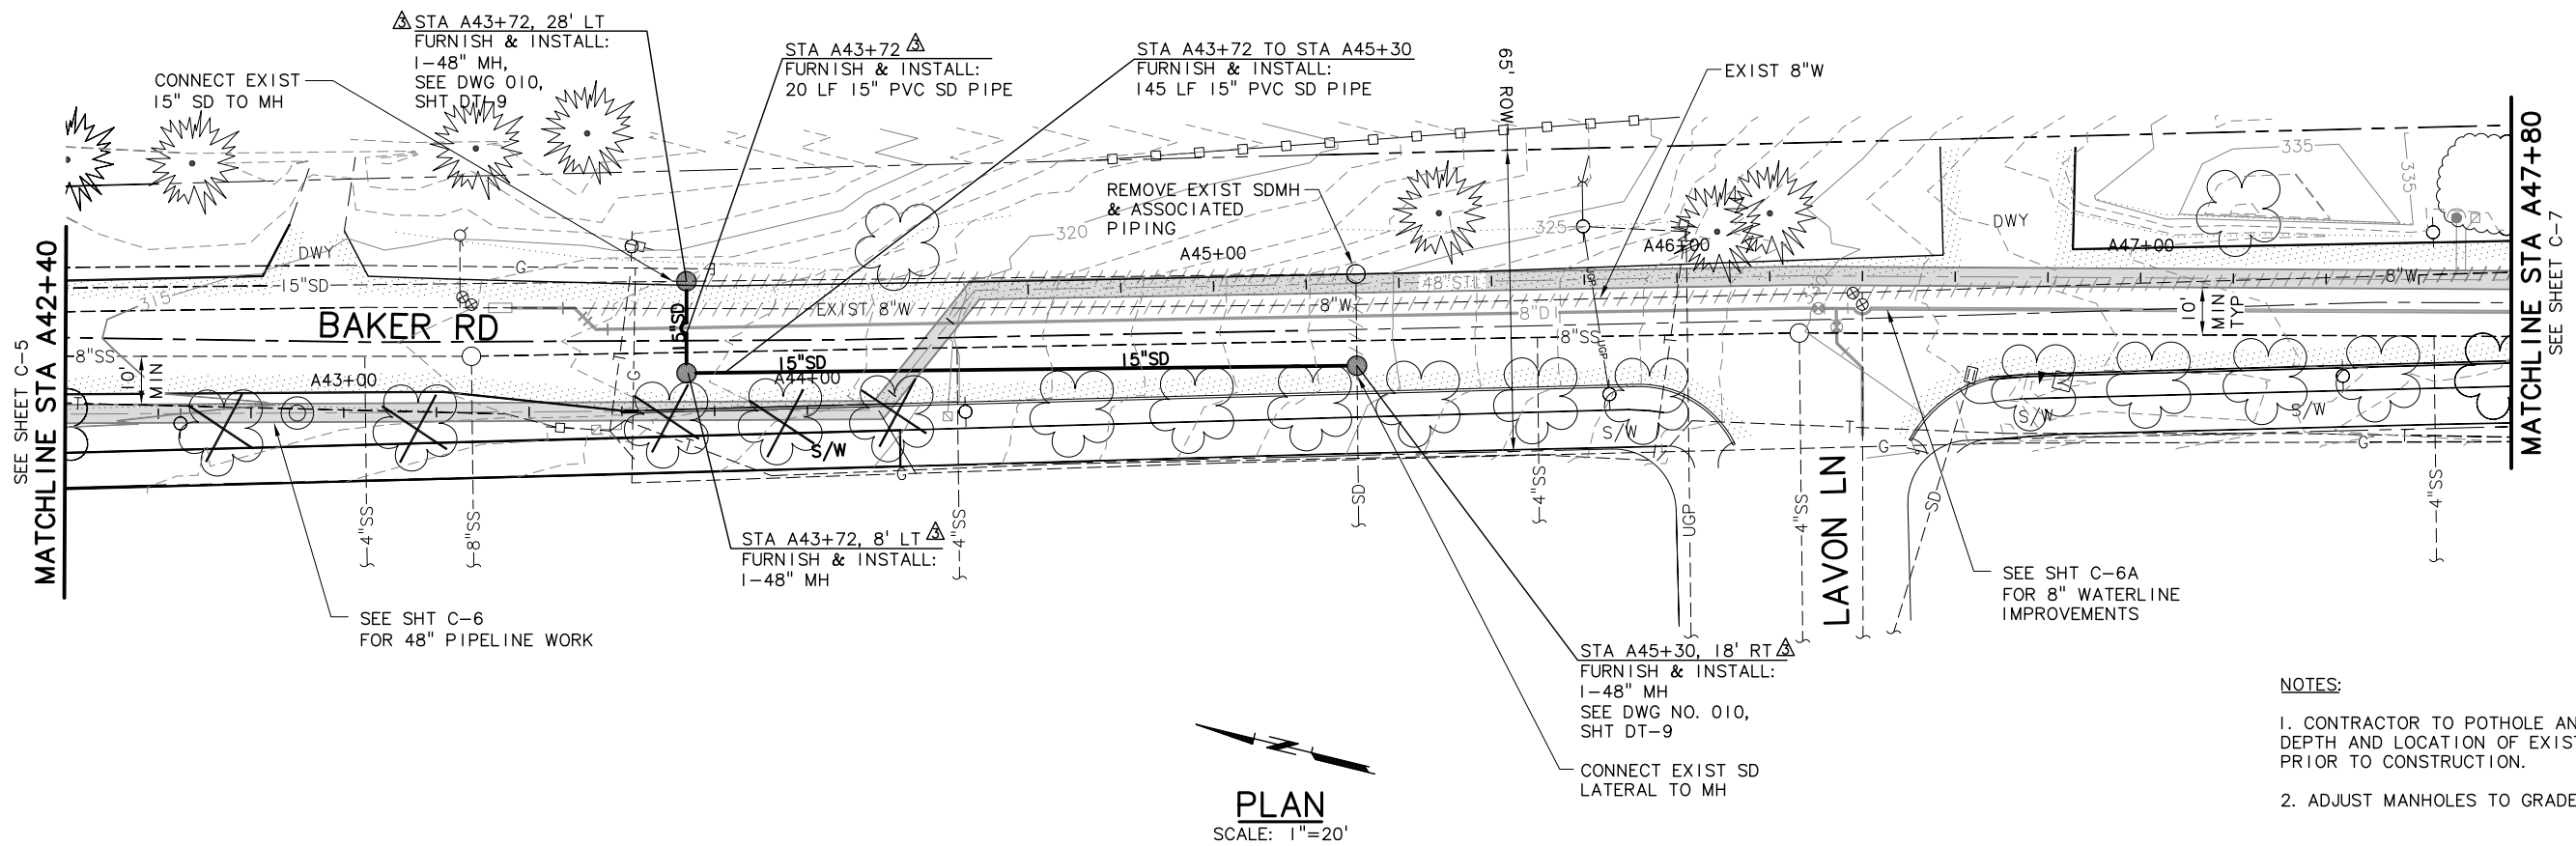 STA A43+72, 28' LT
FURNISH & INSTALL:
1-48" MH,
SEE DWG 010,
SHT DT-9
3
CONNECT EXIST
15" SD TO MH
STA A43+72
3
FURNISH & INSTALL:
20 LF 15" PVC SD PIPE
STA A43+72 TO STA A45+30
FURNISH & INSTALL:
145 LF 15" PVC SD PIPE
65' ROW
EXIST 8"W
REMOVE EXIST SDMH
& ASSOCIATED
PIPING
SEE SHEET C-5
MATCHLINE STA A42+40
MATCHLINE STA A47+80
SEE SHEET C-7
DWY
G
15"SD
315
320
325
335
335
A45+00
A46+00
A47+00
DWY
EXIST 8"W
8"W
48"STL
8"W
8"DI
BAKER RD
15"SD
8"SS
8"SS
10'
MIN
10'
MIN
TYP
A43+00
15"SD
A44+00
15"SD
G
UGP
UGP
T
S/W
S/W
S/W
S/W
T
T
G
G
G
T
4"SS
8"SS
4"SS
SD
4"SS
UGP
4"SS
SD
4"SS
LAVON LN
STA A43+72, 8' LT
3
FURNISH & INSTALL:
1-48" MH
SEE SHT C-6
FOR 48" PIPELINE WORK
SEE SHT C-6A
FOR 8" WATERLINE
IMPROVEMENTS
STA A45+30, 18' RT
3
FURNISH & INSTALL:
1-48" MH
SEE DWG NO. 010,
SHT DT-9
CONNECT EXIST SD
LATERAL TO MH
N
PLAN
SCALE: 1"=20'
NOTES:
1. CONTRACTOR TO POTHOLE AN
DEPTH AND LOCATION OF EXIS
PRIOR TO CONSTRUCTION.
2. ADJUST MANHOLES TO GRADE